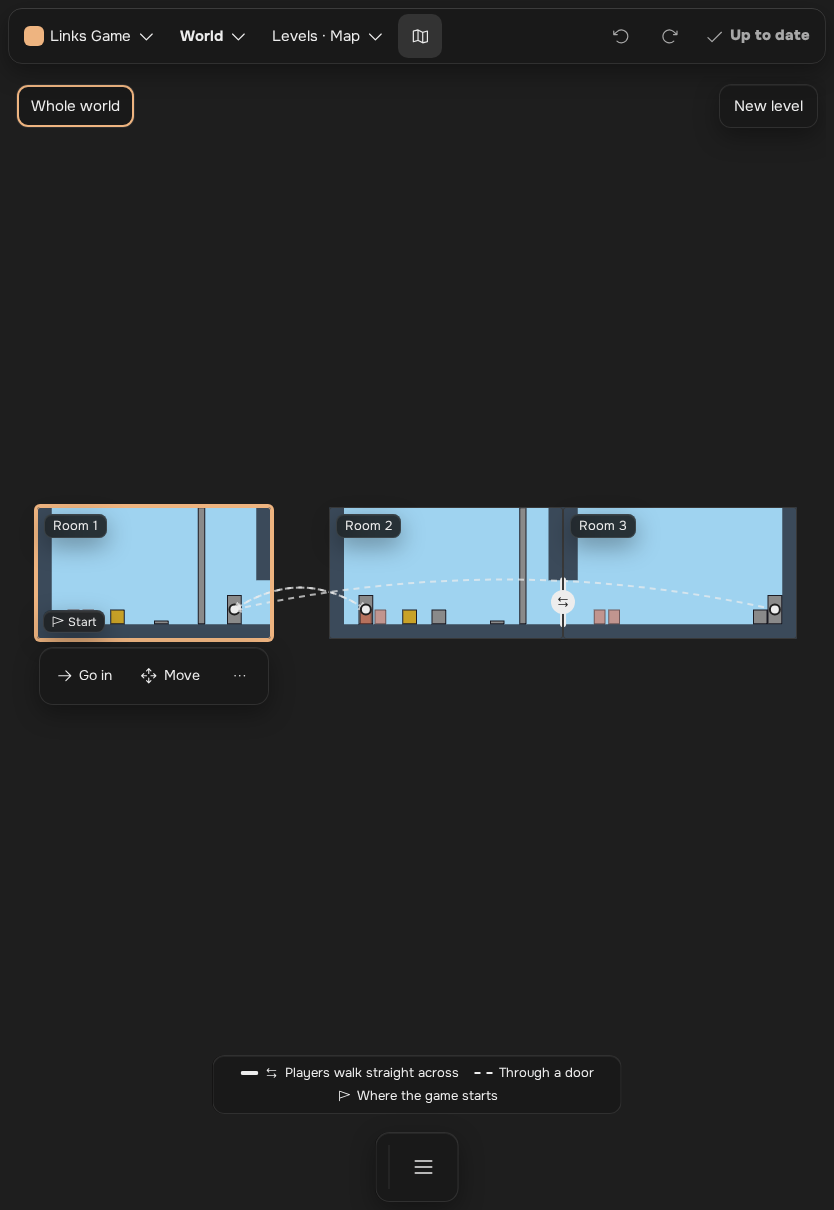 Links Game
World
Levels · Map
Up to date
Whole world
New level
Room 1
Room 2
Room 3
Start
Go in
Move
...
Players walk straight across
Through a door
Where the game starts